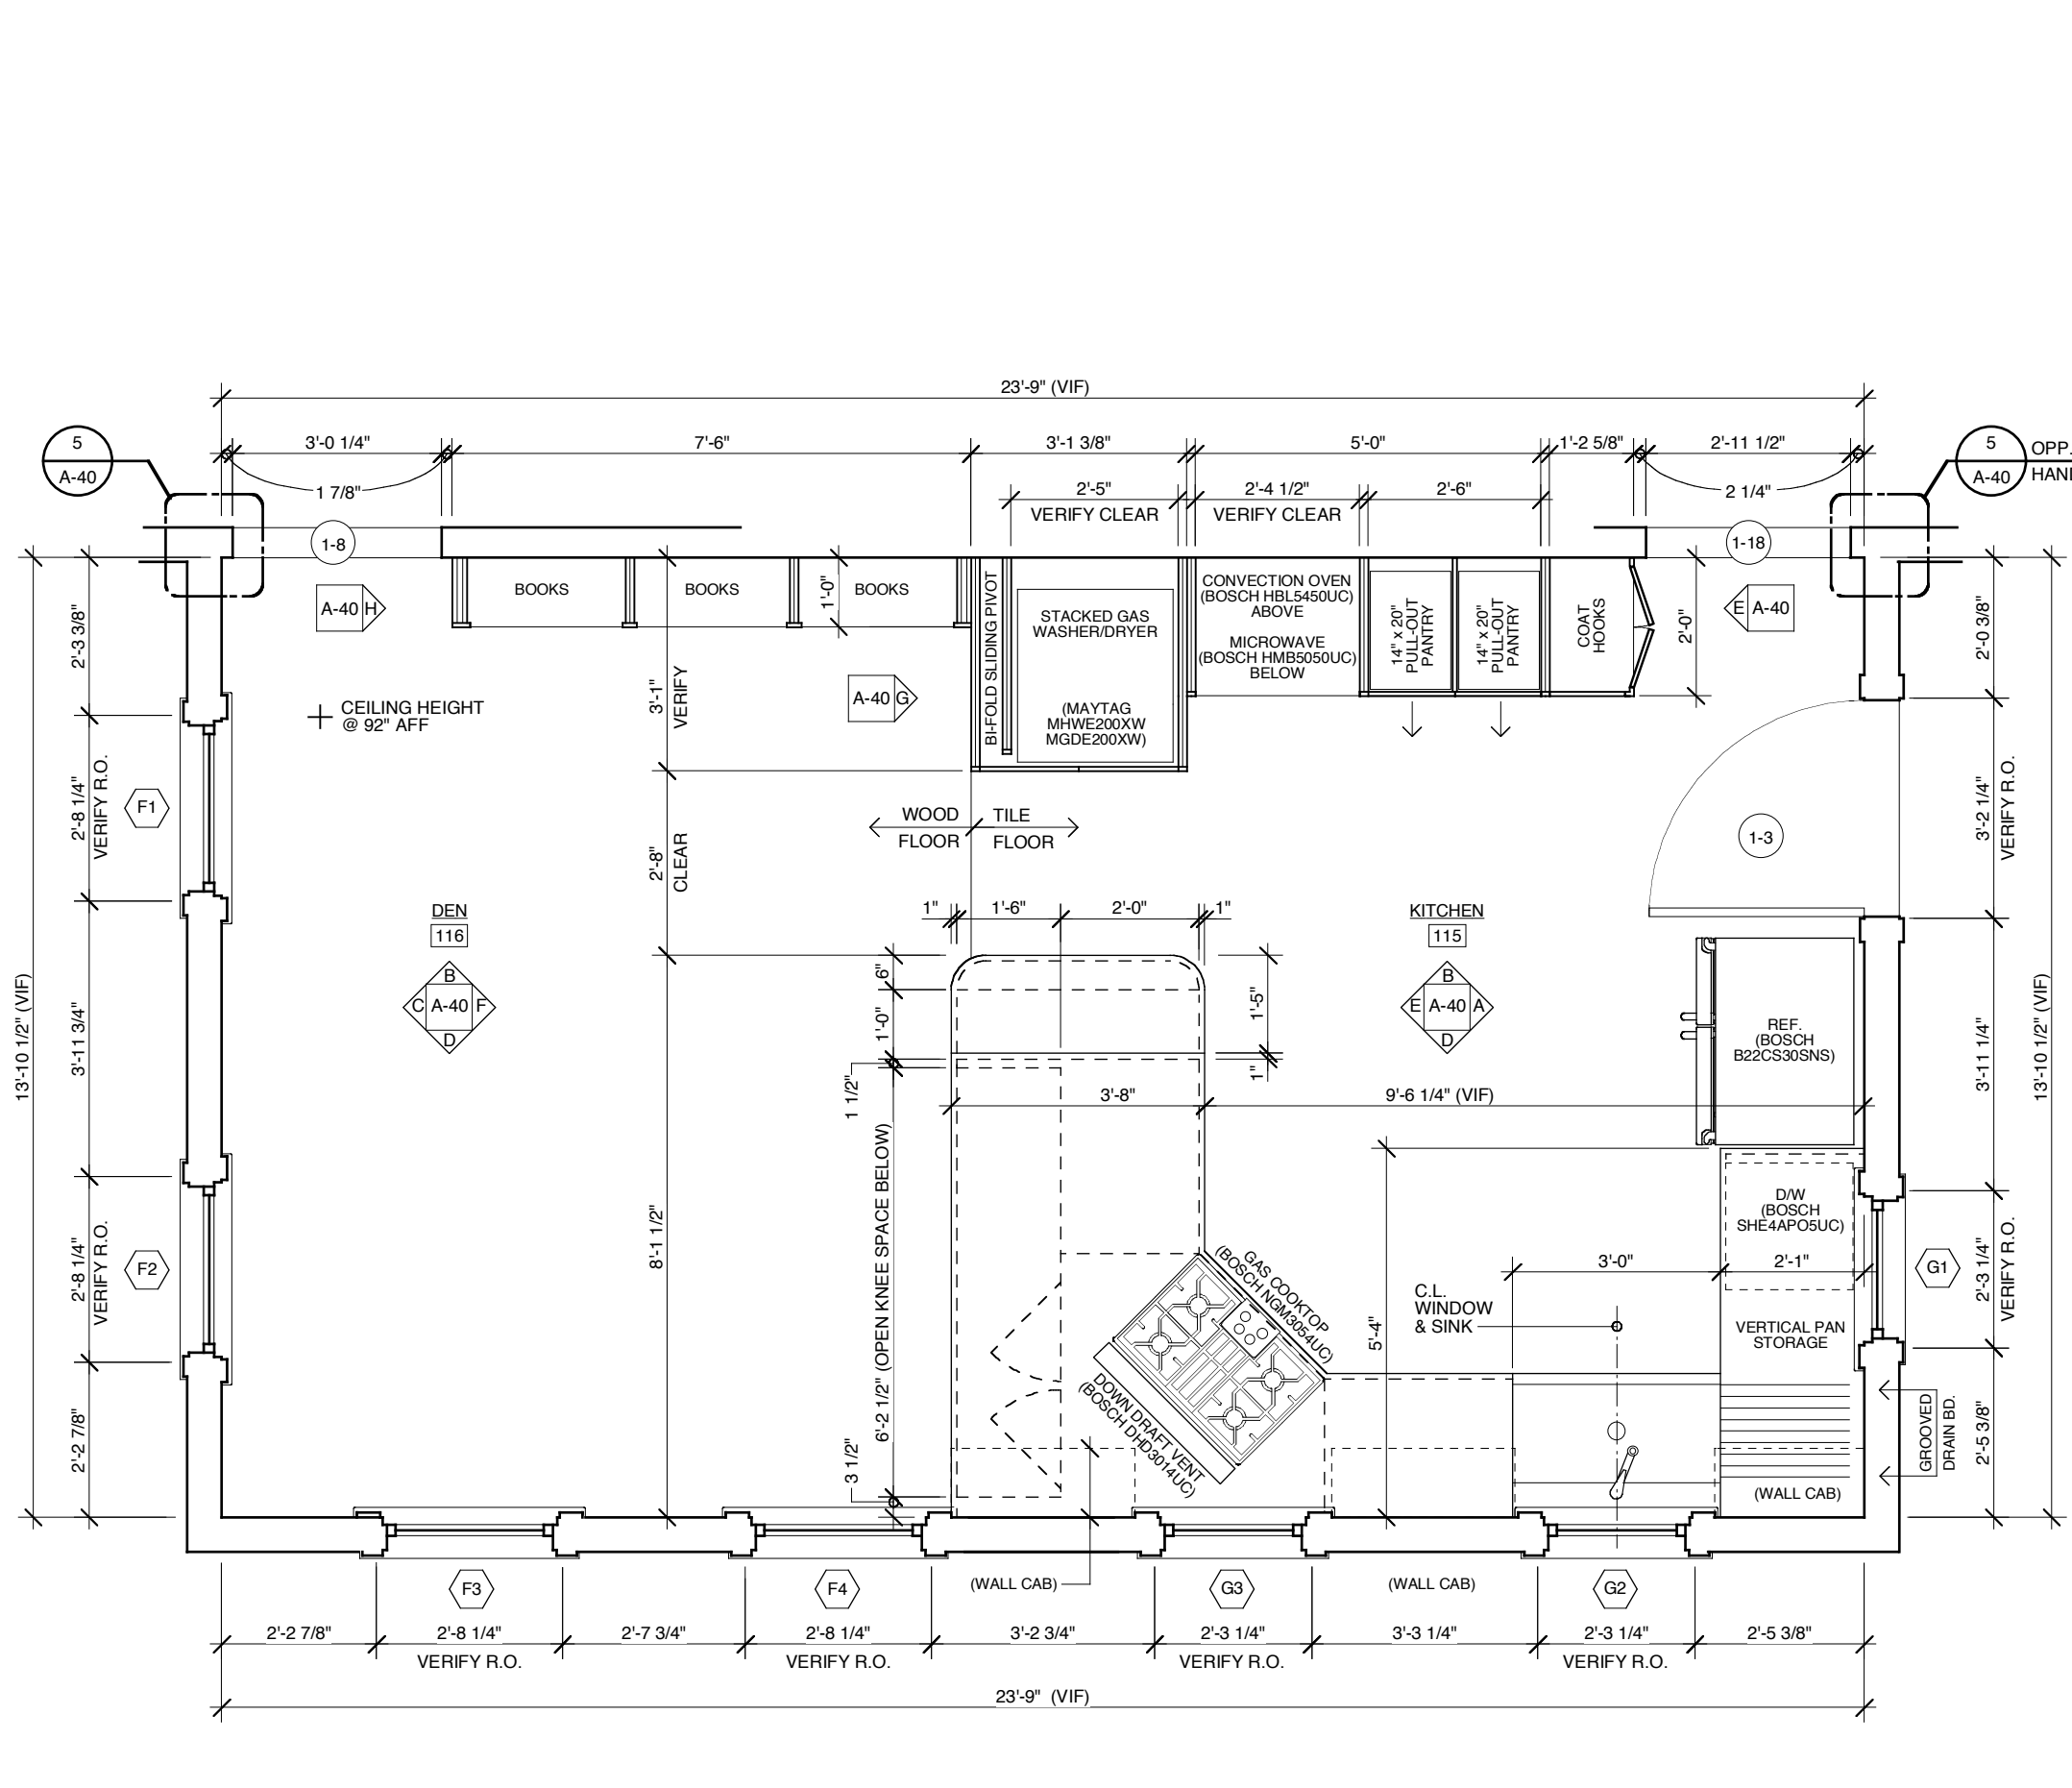 23'-9" (VIF)
5
A-40
3'-0 1/4"
7'-6"
3'-1 3/8"
5'-0"
1'-2 5/8"
2'-11 1/2"
5
A-40
OPP.
1 7/8"
2'-5"
VERIFY CLEAR
2'-4 1/2"
VERIFY CLEAR
2'-6"
2 1/4"
1-8
1-18
A-40 H
BOOKS
BOOKS
BOOKS
1'-0"
BI-FOLD SLIDING PIVOT
STACKED GAS
WASHER/DRYER
(MAYTAG
MHWE200XW
MGDE200XW)
CONVECTION OVEN
(BOSCH HBL5450UC)
ABOVE
MICROWAVE
(BOSCH HMB5050UC)
BELOW
14" x 20"
PULL-OUT
PANTRY
14" x 20"
PULL-OUT
PANTRY
COAT
HOOKS
2'-0"
E A-40
2'-3 3/8"
2'-0 3/8"
CEILING HEIGHT
@ 92" AFF
3'-1"
VERIFY
A-40 G
F1
2'-8 1/4"
VERIFY R.O.
WOOD
FLOOR
TILE
FLOOR
2'-8"
CLEAR
1-3
3'-2 1/4"
VERIFY R.O.
DEN
116
B
C A-40 F
D
1"
1'-6"
2'-0"
1"
KITCHEN
115
B
E A-40 A
D
13'-10 1/2" (VIF)
3'-11 3/4"
6"
1'-0"
1 1/2"
1'-5"
1"
REF.
(BOSCH
B22CS30SNS)
3'-11 1/4"
13'-10 1/2" (VIF)
3'-8"
9'-6 1/4" (VIF)
6'-2 1/2" (OPEN KNEE SPACE BELOW)
8'-1 1/2"
D/W
(BOSCH
SHE4APO5UC)
F2
2'-8 1/4"
VERIFY R.O.
GAS COOKTOP
(BOSCH NGM3054UC)
DOWN DRAFT VENT
(BOSCH DHD3014UC)
C.L.
WINDOW
& SINK
5'-4"
3'-0"
2'-1"
G1
2'-3 1/4"
VERIFY R.O.
VERTICAL PAN
STORAGE
2'-2 7/8"
3 1/2"
GROOVED
DRAIN BD.
2'-5 3/8"
(WALL CAB)
F3
F4
(WALL CAB)
G3
(WALL CAB)
G2
2'-2 7/8"
2'-8 1/4"
VERIFY R.O.
2'-7 3/4"
2'-8 1/4"
VERIFY R.O.
3'-2 3/4"
2'-3 1/4"
VERIFY R.O.
3'-3 1/4"
2'-3 1/4"
VERIFY R.O.
2'-5 3/8"
23'-9" (VIF)